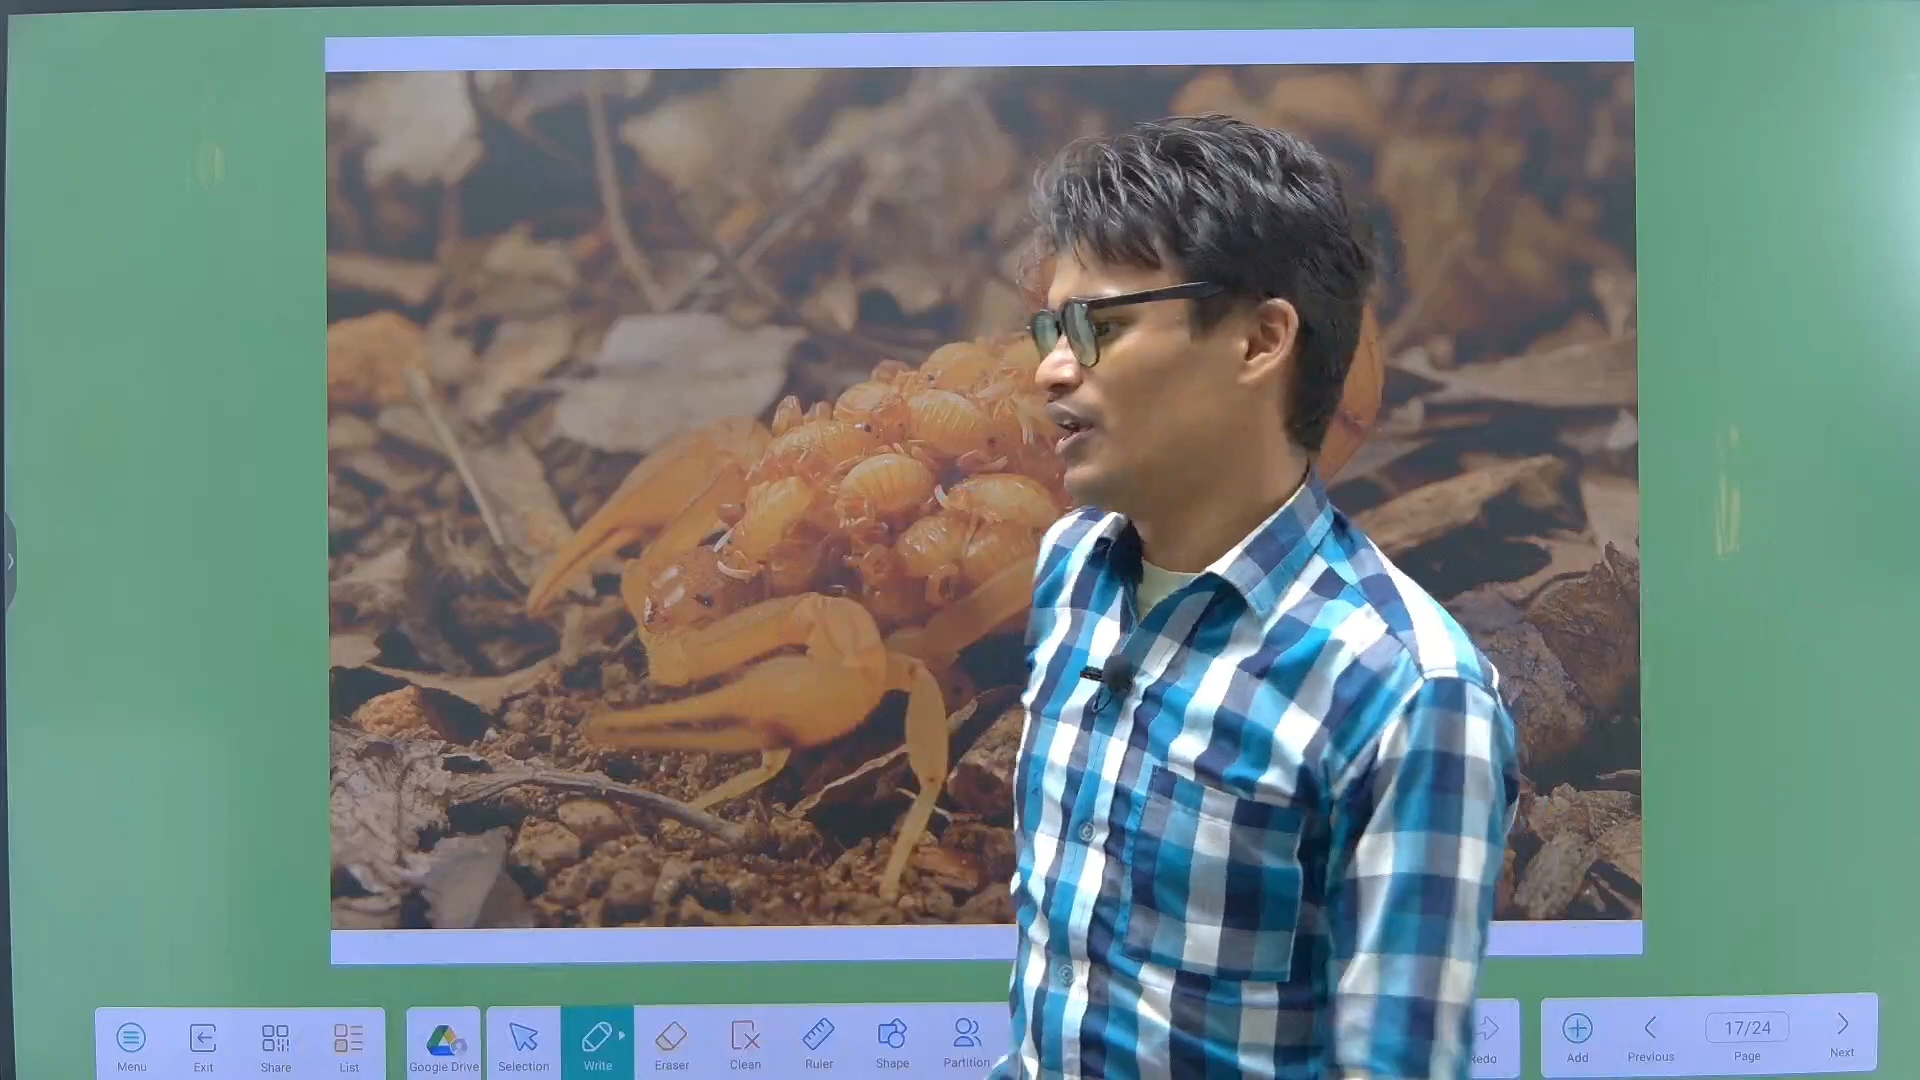 Menu
Exit
Share
List
Google Drive
Selection
Write
Eraser
Clean
Ruler
Shape
Partition
Redo
Add
Previous
17/24
Page
Next